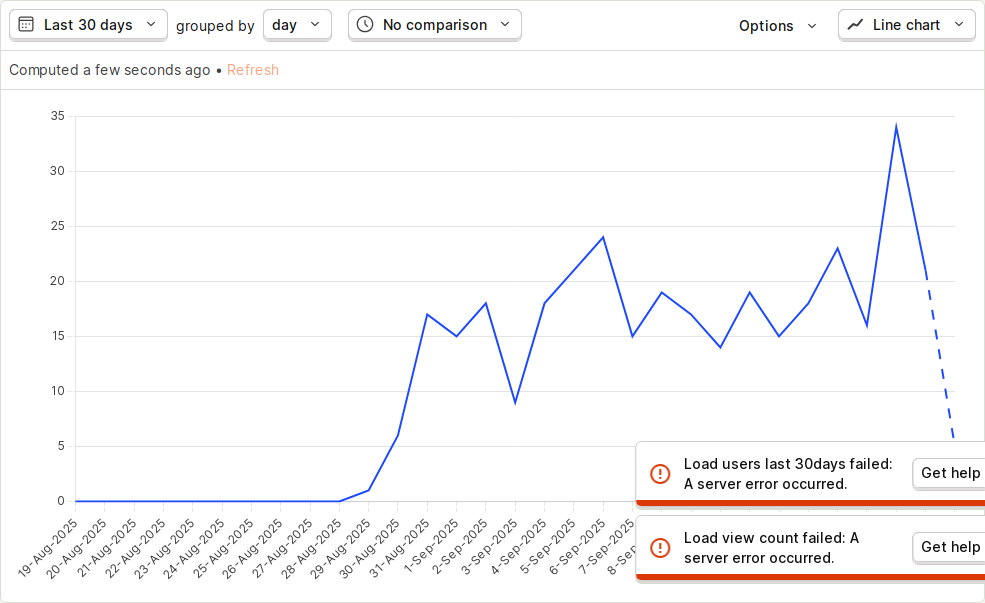 Last 30 days grouped by day No comparison Options Line chart
Computed a few seconds ago • Refresh
35
30
25
20
15
10
5
0
19-Aug-2025
20-Aug-2025
21-Aug-2025
22-Aug-2025
23-Aug-2025
24-Aug-2025
25-Aug-2025
26-Aug-2025
27-Aug-2025
28-Aug-2025
29-Aug-2025
30-Aug-2025
31-Aug-2025
1-Sep-2025
2-Sep-2025
3-Sep-2025
4-Sep-2025
5-Sep-2025
6-Sep-2025
7-Sep-2025
8-Sep
Load users last 30days failed:
A server error occurred.
Get help
Load view count failed: A
server error occurred.
Get help